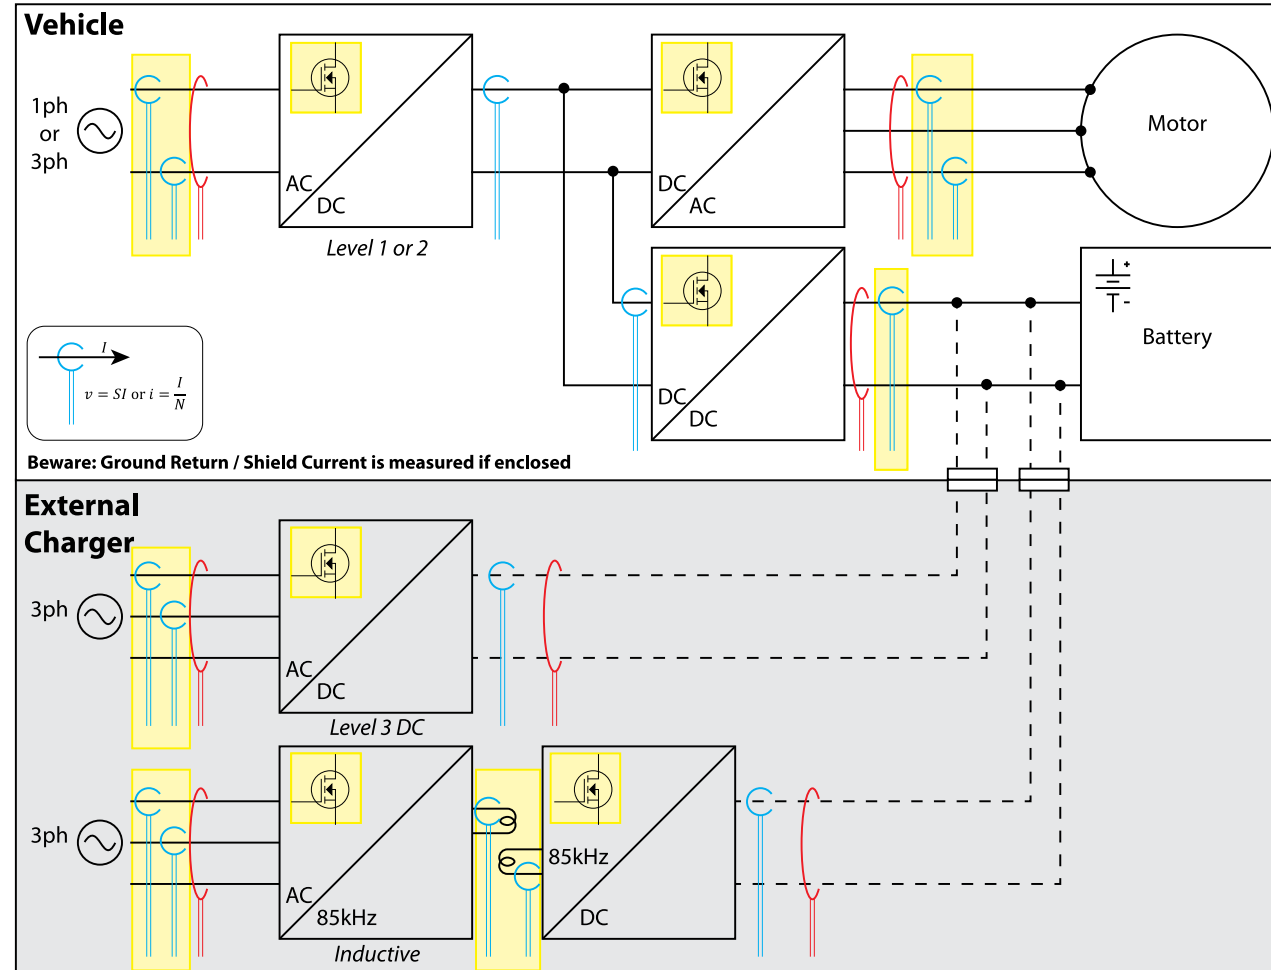 Vehicle
1ph
or
3ph
AC
DC
Level 1 or 2
DC
AC
Motor
DC
DC
+
-
Battery
I
v = SI or i = I/N
Beware: Ground Return / Shield Current is measured if enclosed
External
Charger
3ph
AC
DC
Level 3 DC
3ph
AC
85kHz
Inductive
85kHz
DC